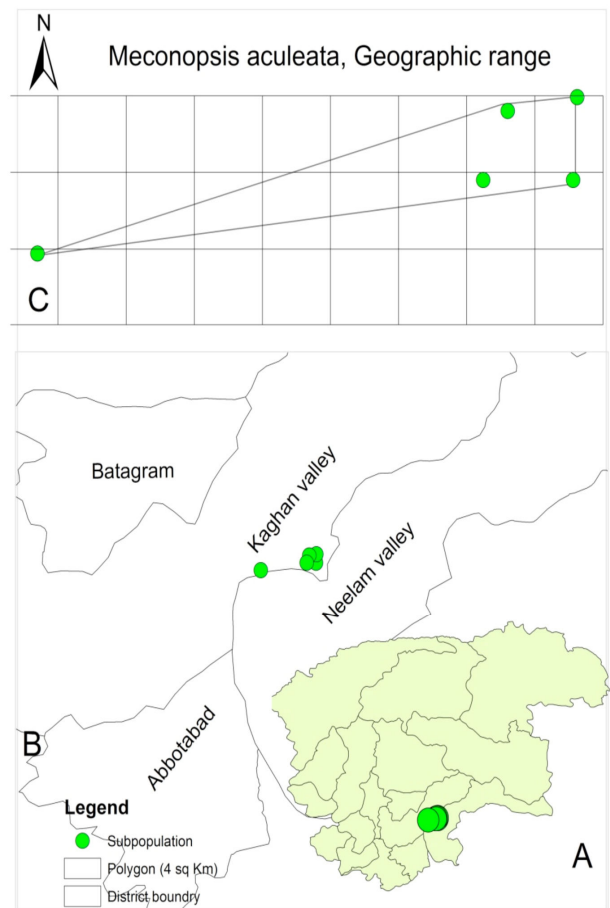 N
Meconopsis aculeata, Geographic range
C
Batagram
Kaghan valley
Neelam valley
B
Abbotabad
Legend
Subpopulation
Polygon (4 sq Km)
District boundry
A